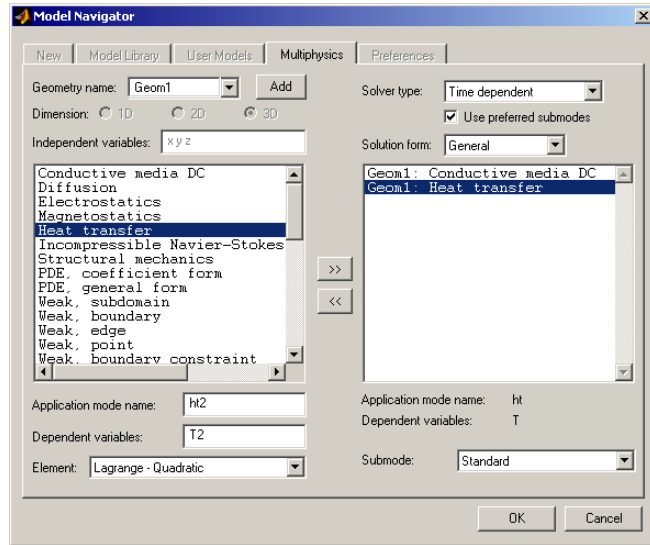 Model Navigator
New Model Library User Models Multiphysics Preferences
Geometry name: Geom1 Add
Dimension: 1D 2D 3D
Independent variables: x y z
Conductive media DC
Diffusion
Electrostatics
Magnetostatics
Heat transfer
Incompressible Navier-Stokes
Structural mechanics
PDE, coefficient form
PDE, general form
Weak, subdomain
Weak, boundary
Weak, edge
Weak, point
Weak, boundary constraint
Application mode name: ht2
Dependent variables: T2
Element: Lagrange - Quadratic
>>
<<
Solver type: Time dependent
Use preferred submodes
Solution form: General
Geom1: Conductive media DC
Geom1: Heat transfer
Application mode name: ht
Dependent variables: T
Submode: Standard
OK Cancel